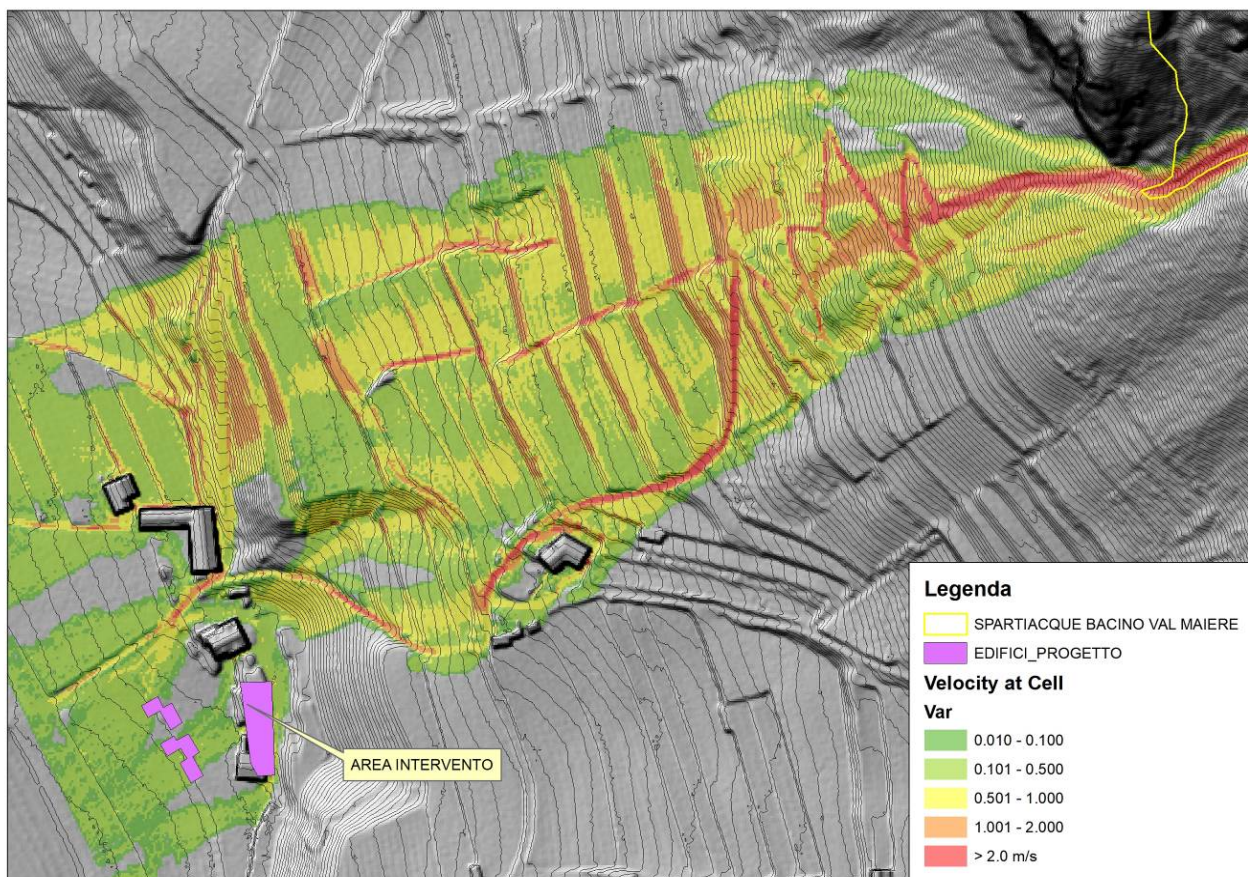 AREA INTERVENTO
Legenda
SPARTIACQUE BACINO VAL MAIERE
EDIFICI_PROGETTO
Velocity at Cell
Var
0.010 - 0.100
0.101 - 0.500
0.501 - 1.000
1.001 - 2.000
> 2.0 m/s